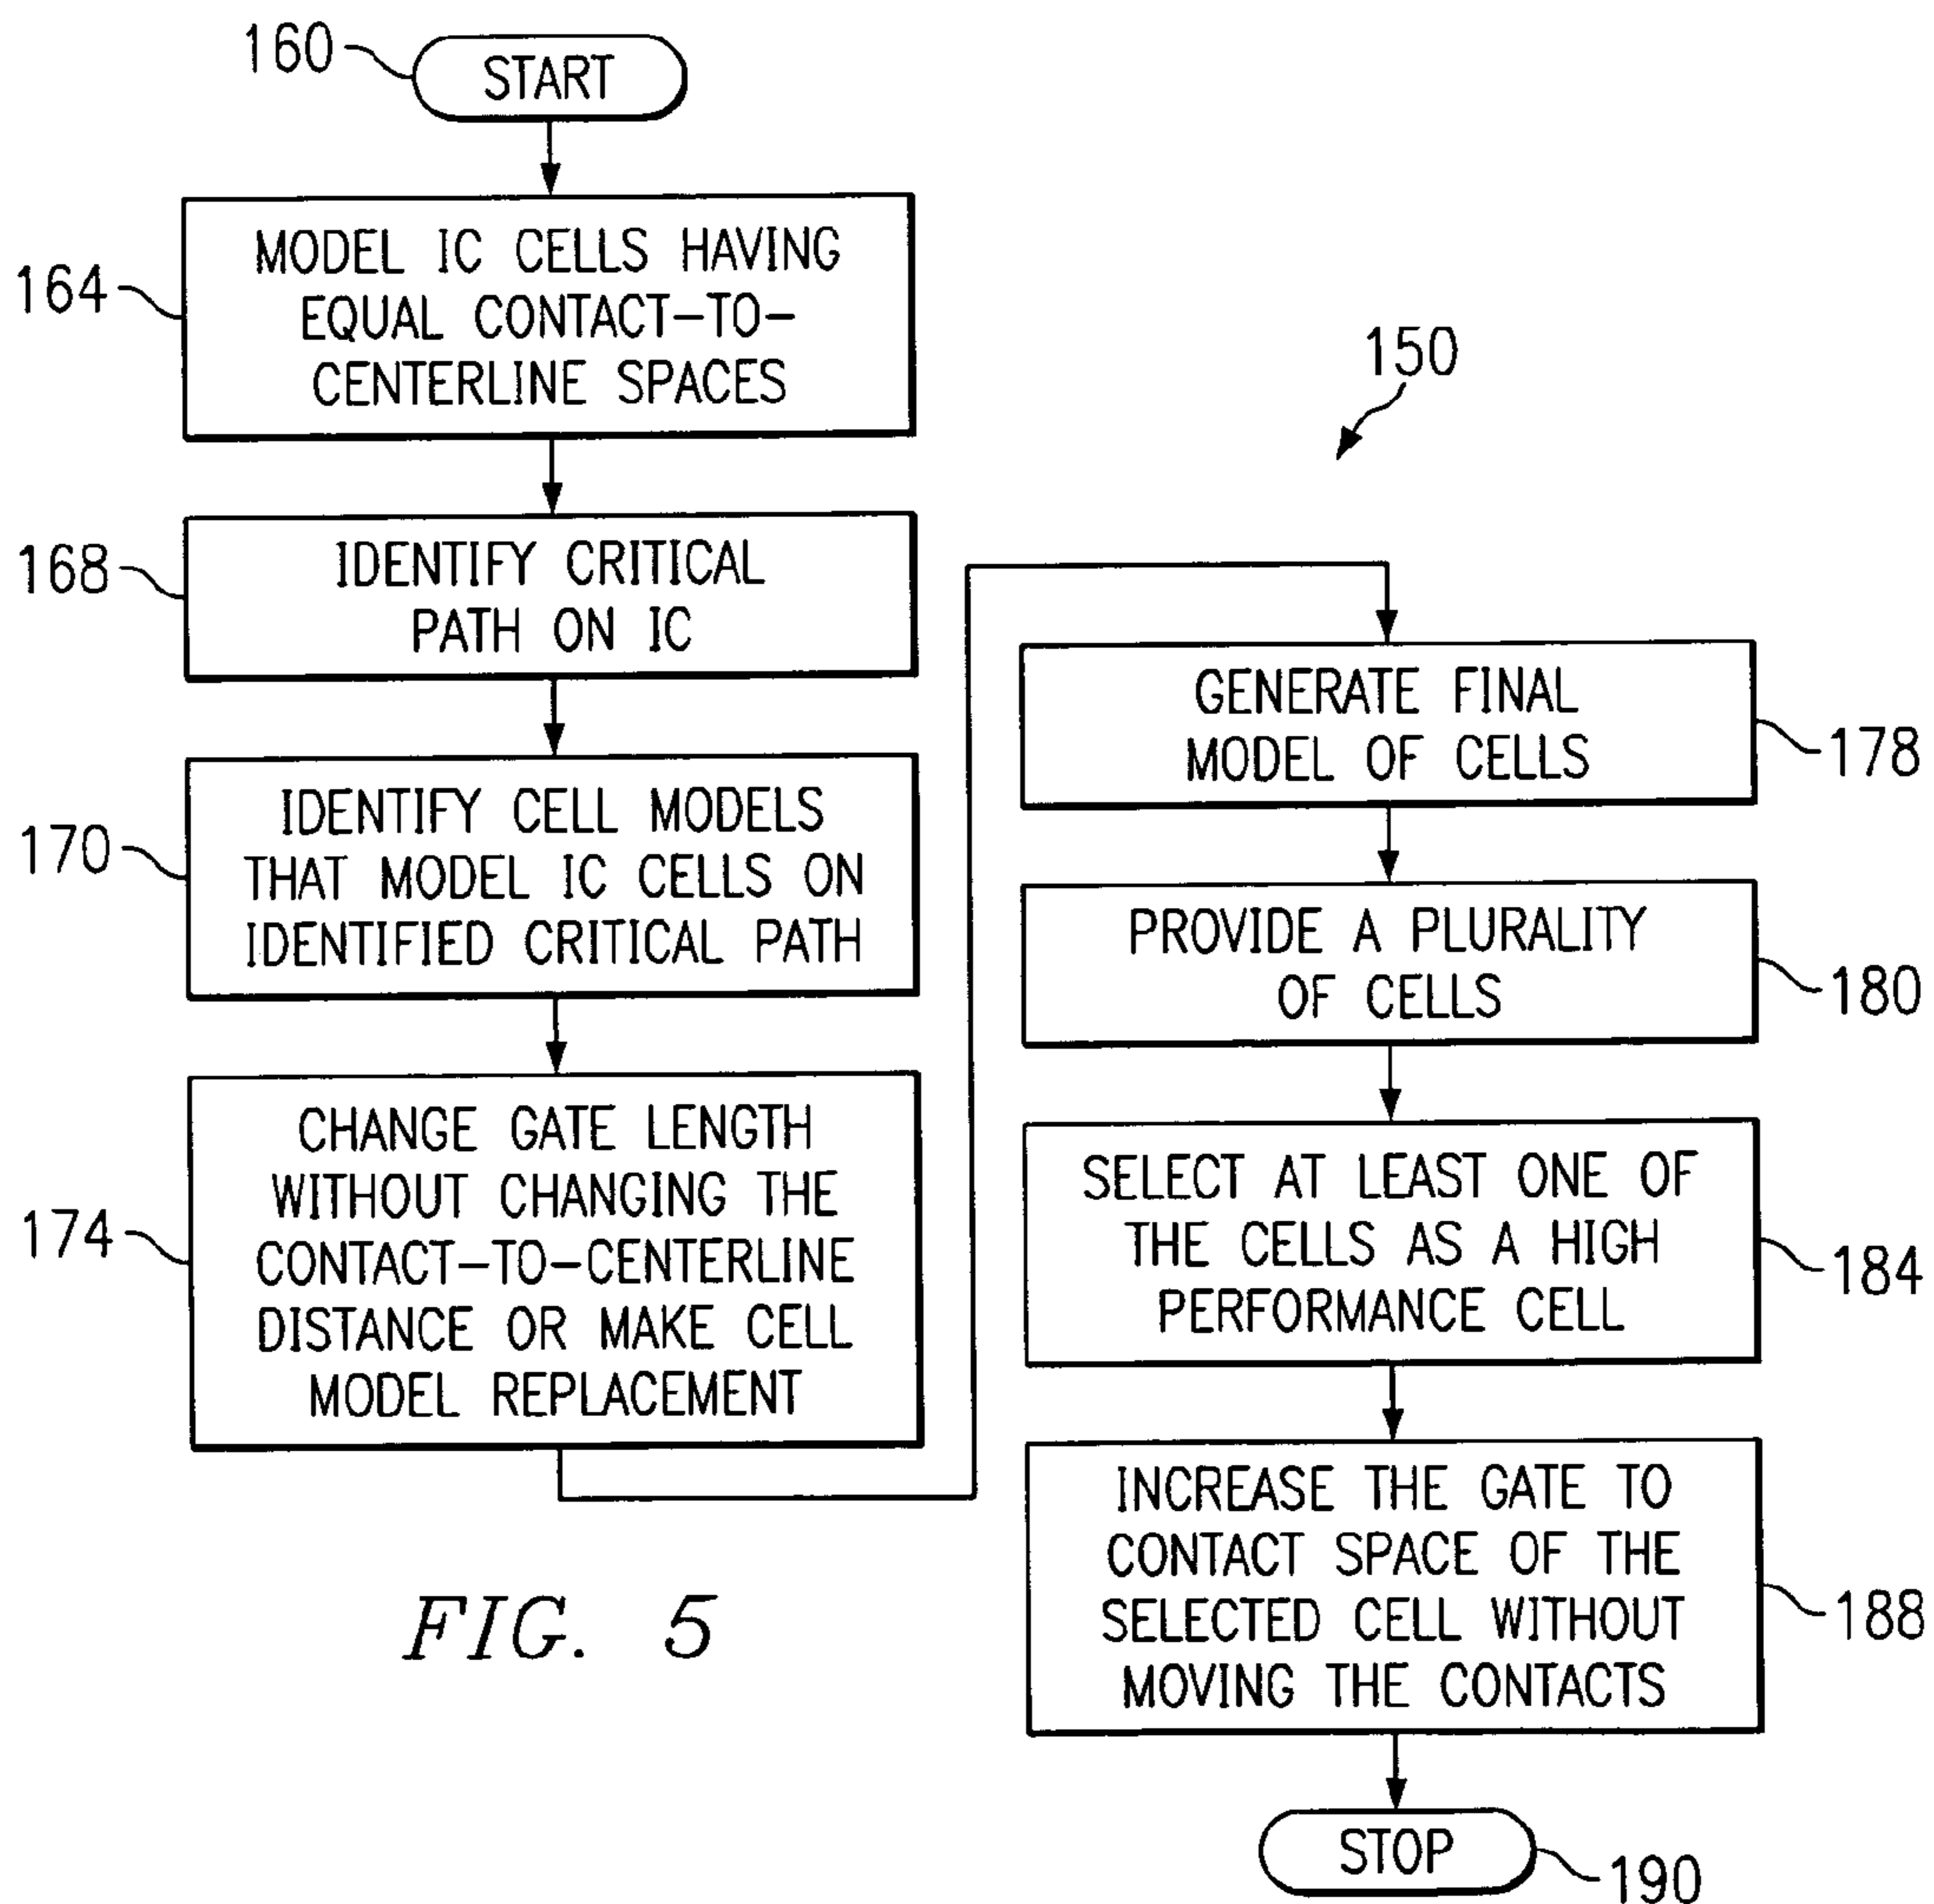 160
START
MODEL IC CELLS HAVING
EQUAL CONTACT-TO-
CENTERLINE SPACES
164
IDENTIFY CRITICAL
PATH ON IC
168
IDENTIFY CELL MODELS
THAT MODEL IC CELLS ON
IDENTIFIED CRITICAL PATH
170
CHANGE GATE LENGTH
WITHOUT CHANGING THE
CONTACT-TO-CENTERLINE
DISTANCE OR MAKE CELL
MODEL REPLACEMENT
174
150
GENERATE FINAL
MODEL OF CELLS
178
PROVIDE A PLURALITY
OF CELLS
180
SELECT AT LEAST ONE OF
THE CELLS AS A HIGH
PERFORMANCE CELL
184
INCREASE THE GATE TO
CONTACT SPACE OF THE
SELECTED CELL WITHOUT
MOVING THE CONTACTS
188
STOP
190
FIG. 5